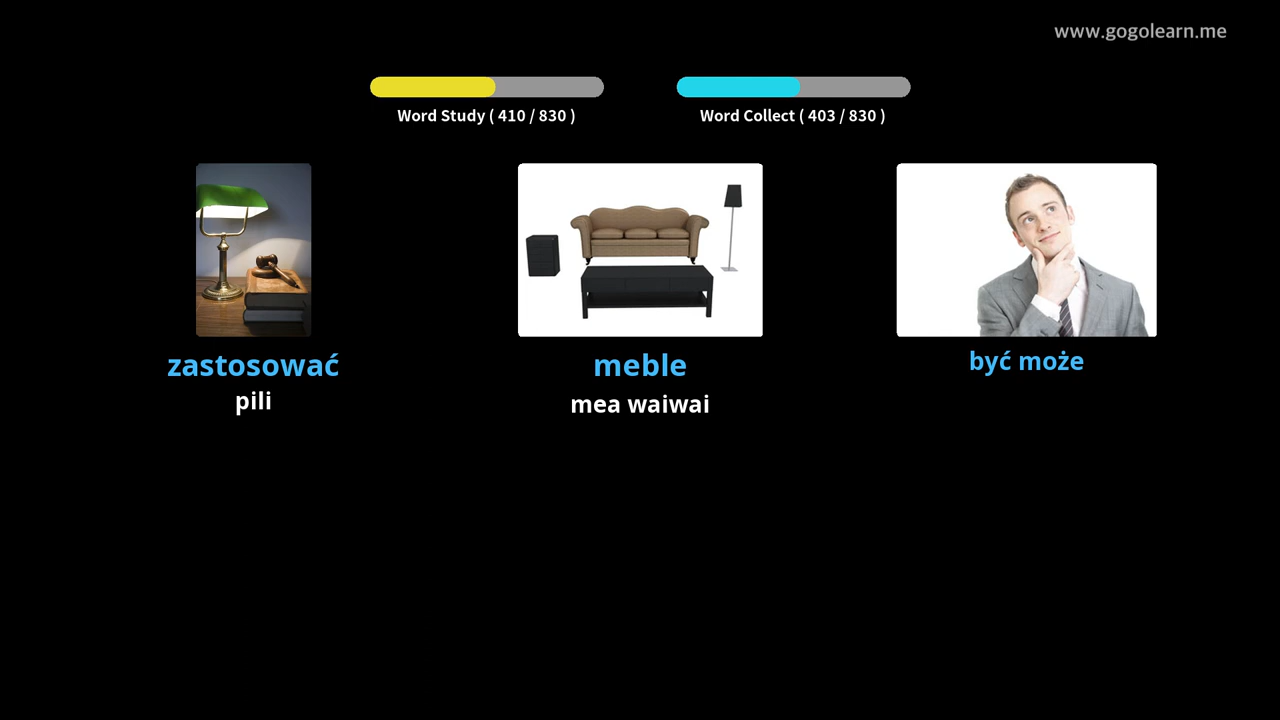 www.gogolearn.me
Word Study ( 410 / 830 )
Word Collect ( 403 / 830 )
zastosować
pili
meble
mea waiwai
być może